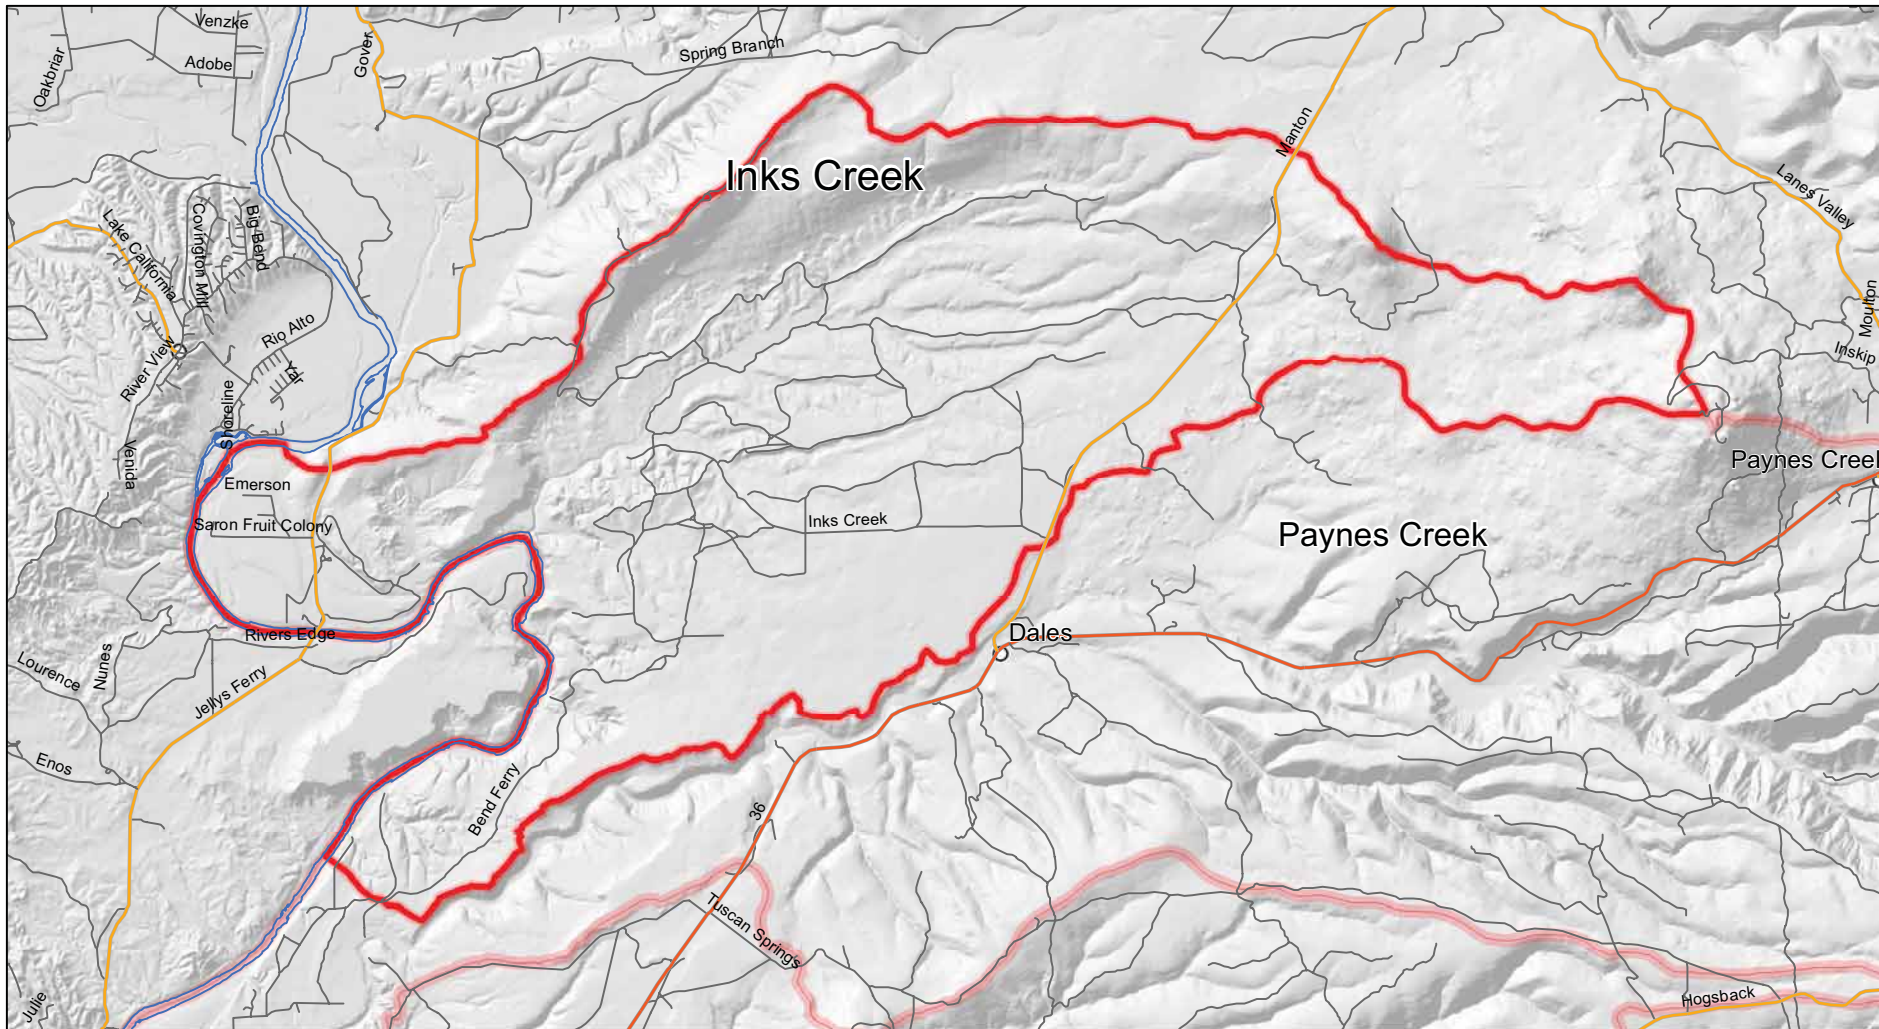 Venzke
Gover
Adobe
Oakbriar
Spring Branch
Manton
Inks Creek
Lanes Valley
Lake California
Covington Mill
Big Bend
Moulton
Rio Alto
Inskip
River View
Yar
Shoreline
Venida
Paynes Creek
Emerson
Saron Fruit Colony
Inks Creek
Paynes Creek
Rivers Edge
Dales
Lourence
Nunes
Jellys Ferry
Enos
Bend Ferry
36
Tuscan Springs
Julie
Hogsback